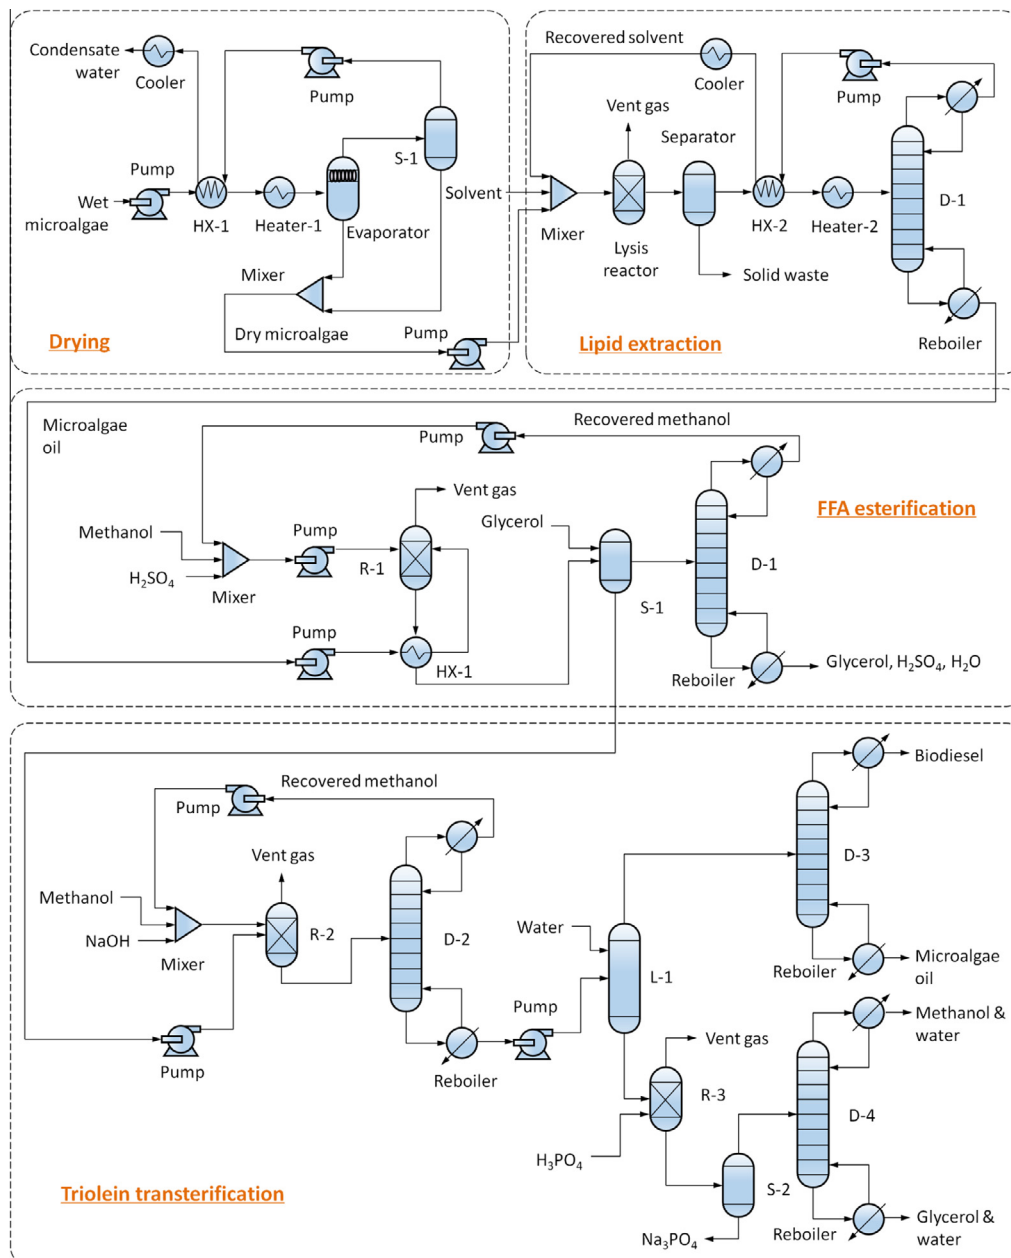 Condensate
water
Cooler
Pump
S-1
Pump
Wet
microalgae
HX-1
Heater-1
Evaporator
Mixer
Dry microalgae
Pump
Drying
Recovered solvent
Cooler
Pump
Vent gas
Separator
Solvent
Mixer
Lysis
reactor
HX-2
Heater-2
D-1
Solid waste
Reboiler
Lipid extraction
Microalgae
oil
Pump
Recovered methanol
Vent gas
Glycerol
FFA esterification
Methanol
H₂SO₄
Mixer
Pump
R-1
S-1
D-1
Pump
HX-1
Reboiler
Glycerol, H₂SO₄, H₂O
Recovered methanol
Pump
Vent gas
Methanol
NaOH
Mixer
R-2
D-2
Pump
Reboiler
Pump
Water
L-1
Biodiesel
D-3
Reboiler
Microalgae
oil
Methanol &
water
Vent gas
R-3
D-4
H₃PO₄
S-2
Na₃PO₄
Reboiler
Glycerol &
water
Triolein transterification